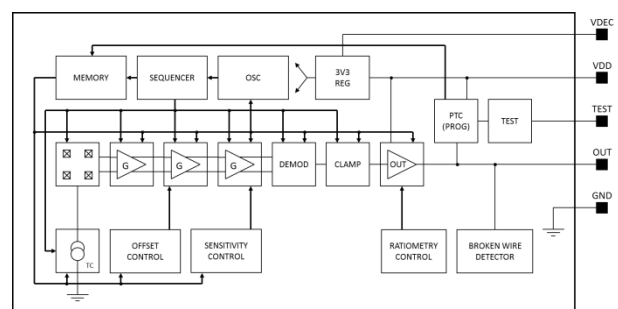 VDEC
MEMORY
SEQUENCER
OSC
3V3
REG
VDD
PTC
(PROG)
TEST
TEST
G
G
G
DEMOD
CLAMP
OUT
OUT
GND
TC
OFFSET
CONTROL
SENSITIVITY
CONTROL
RATIOMETRY
CONTROL
BROKEN WIRE
DETECTOR